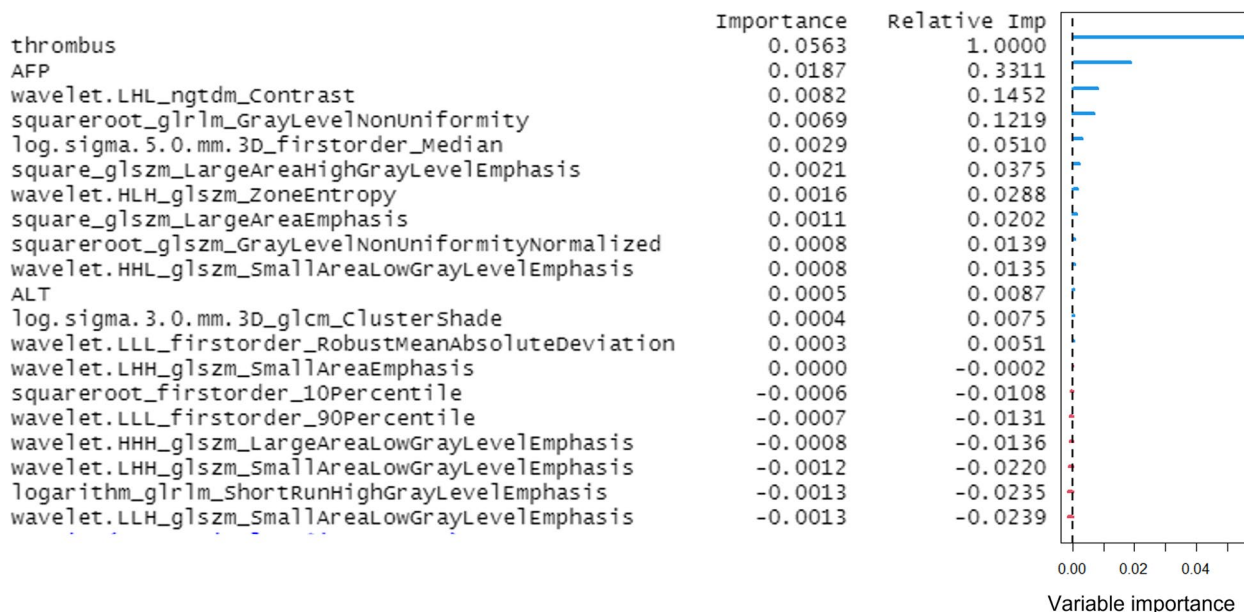 Importance Relative Imp
thrombus 0.0563 1.0000
AFP 0.0187 0.3311
wavelet.LHL_ngtdm_Contrast 0.0082 0.1452
squareroot_glrlm_GrayLevelNonUniformity 0.0069 0.1219
log.sigma.5.0.mm.3D_firstorder_Median 0.0029 0.0510
square_glszm_LargeAreaHighGrayLevelEmphasis 0.0021 0.0375
wavelet.HLH_glszm_ZoneEntropy 0.0016 0.0288
square_glszm_LargeAreaEmphasis 0.0011 0.0202
squareroot_glszm_GrayLevelNonUniformityNormalized 0.0008 0.0139
wavelet.HHL_glszm_SmallAreaLowGrayLevelEmphasis 0.0008 0.0135
ALT 0.0005 0.0087
log.sigma.3.0.mm.3D_glcm_ClusterShade 0.0004 0.0075
wavelet.LLL_firstorder_RobustMeanAbsoluteDeviation 0.0003 0.0051
wavelet.LHH_glszm_SmallAreaEmphasis 0.0000 -0.0002
squareroot_firstorder_10Percentile -0.0006 -0.0108
wavelet.LLL_firstorder_90Percentile -0.0007 -0.0131
wavelet.HHH_glszm_LargeAreaLowGrayLevelEmphasis -0.0008 -0.0136
wavelet.LHH_glszm_SmallAreaLowGrayLevelEmphasis -0.0012 -0.0220
logarithm_glrlm_ShortRunHighGrayLevelEmphasis -0.0013 -0.0235
wavelet.LLH_glszm_SmallAreaLowGrayLevelEmphasis -0.0013 -0.0239
0.00 0.02 0.04
Variable importance